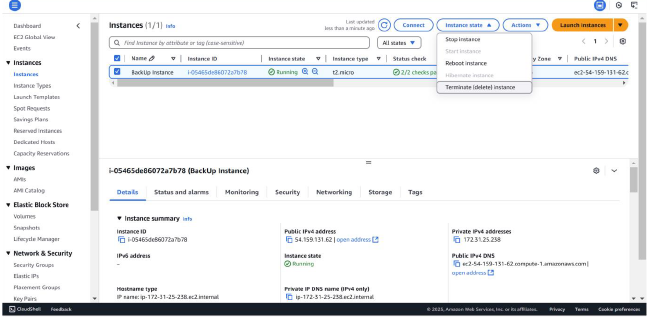 Dashboard
EC2 Global View
Events
Instances
Instances
Instance Types
Launch Templates
Spot Requests
Savings Plans
Reserved Instances
Dedicated Hosts
Capacity Reservations
Images
AMIs
AMI Catalog
Elastic Block Store
Volumes
Snapshots
Lifecycle Manager
Network & Security
Security Groups
Elastic IPs
Placement Groups
Key Pairs
Instances (1/1) Info
Last updated
less than a minute ago
Connect
Instance state
Actions
Launch instances
Find Instance by attribute or tag (case-sensitive)
All states
1
Stop instance
Start instance
Reboot instance
Hibernate instance
Terminate (delete) instance
Name Instance ID Instance state Instance type Status check y Zone Public IPv4 DNS
BackUp Instance i-05465de86072a7b78 Running t2.micro 2/2 checks pa ec2-54-159-131-62.c
i-05465de86072a7b78 (BackUp Instance)
Details Status and alarms Monitoring Security Networking Storage Tags
Instance summary Info
Instance ID
i-05465de86072a7b78
Public IPv4 address
54.159.131.62 | open address
Private IPv4 addresses
172.31.25.238
IPv6 address
–
Instance state
Running
Public IPv4 DNS
ec2-54-159-131-62.compute-1.amazonaws.com |
open address
Hostname type
IP name: ip-172-31-25-238.ec2.internal
Private IP DNS name (IPv4 only)
ip-172-31-25-238.ec2.internal
CloudShell Feedback
© 2025, Amazon Web Services, Inc. or its affiliates. Privacy Terms Cookie preferences